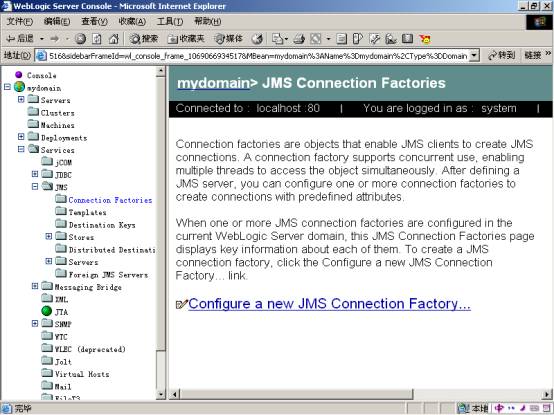 WebLogic Server Console - Microsoft Internet Explorer
文件(F) 编辑(E) 查看(V) 收藏(A) 工具(T) 帮助(H)
后退 搜索 收藏夹 媒体
地址(D) 516&sidebarFrameId=wl_console_frame_1069066934517&MBean=mydomain%3AName%3Dmydomain%2CType%3DDomain 转到 链接 »
Console
mydomain
Servers
Clusters
Machines
Deployments
Services
jCOM
JDBC
JMS
Connection Factories
Templates
Destination Keys
Stores
Distributed Destinati
Servers
Foreign JMS Servers
Messaging Bridge
XML
JTA
SNMP
WTC
WLEC (deprecated)
Jolt
Virtual Hosts
Mail
FileT3
mydomain> JMS Connection Factories
Connected to : localhost :80 | You are logged in as : system |
Connection factories are objects that enable JMS clients to create JMS
connections. A connection factory supports concurrent use, enabling
multiple threads to access the object simultaneously. After defining a
JMS server, you can configure one or more connection factories to
create connections with predefined attributes.
When one or more JMS connection factories are configured in the
current WebLogic Server domain, this JMS Connection Factories page
displays key information about each of them. To create a JMS
connection factory, click the Configure a new JMS Connection
Factory... link.
Configure a new JMS Connection Factory...
完毕 本地 中